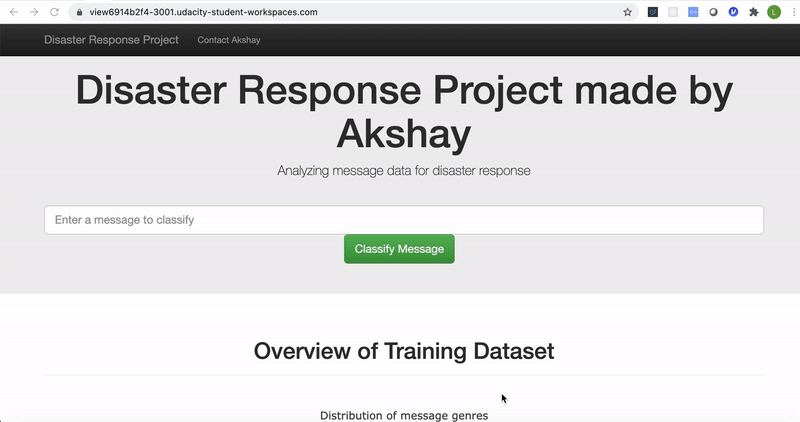 view6914b2f4-3001.udacity-student-workspaces.com
L
Disaster Response Project Contact Akshay
Disaster Response Project made by
Akshay
Analyzing message data for disaster response
Enter a message to classify
Classify Message
Overview of Training Dataset
Distribution of message genres